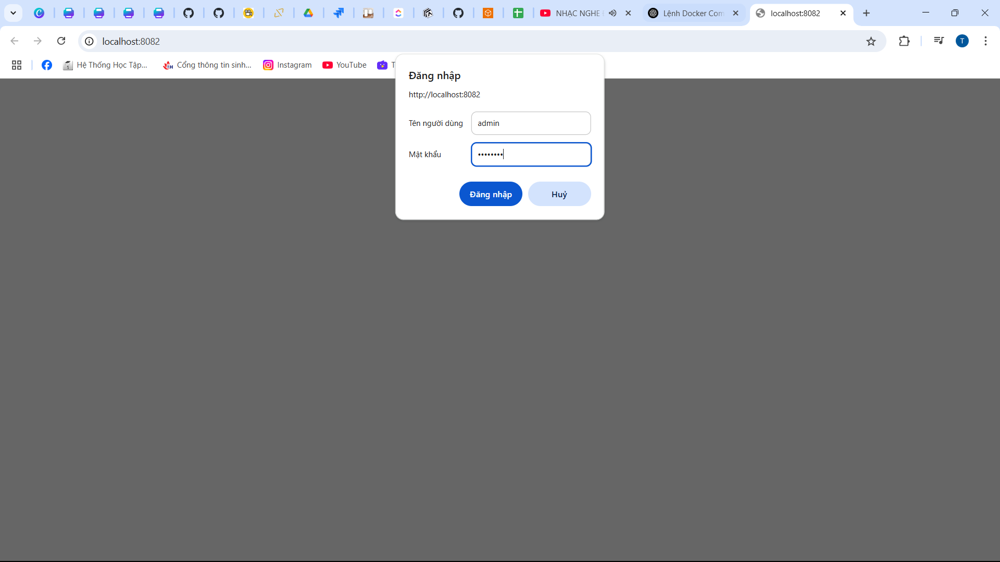 NHẠC NGHE
Lệnh Docker Com
localhost:8082
localhost:8082
T
Hệ Thống Học Tập...
Cổng thông tin sinh...
Instagram
YouTube
T
Đăng nhập
http://localhost:8082
Tên người dùng
admin
Mật khẩu
••••••••
Đăng nhập
Huỷ